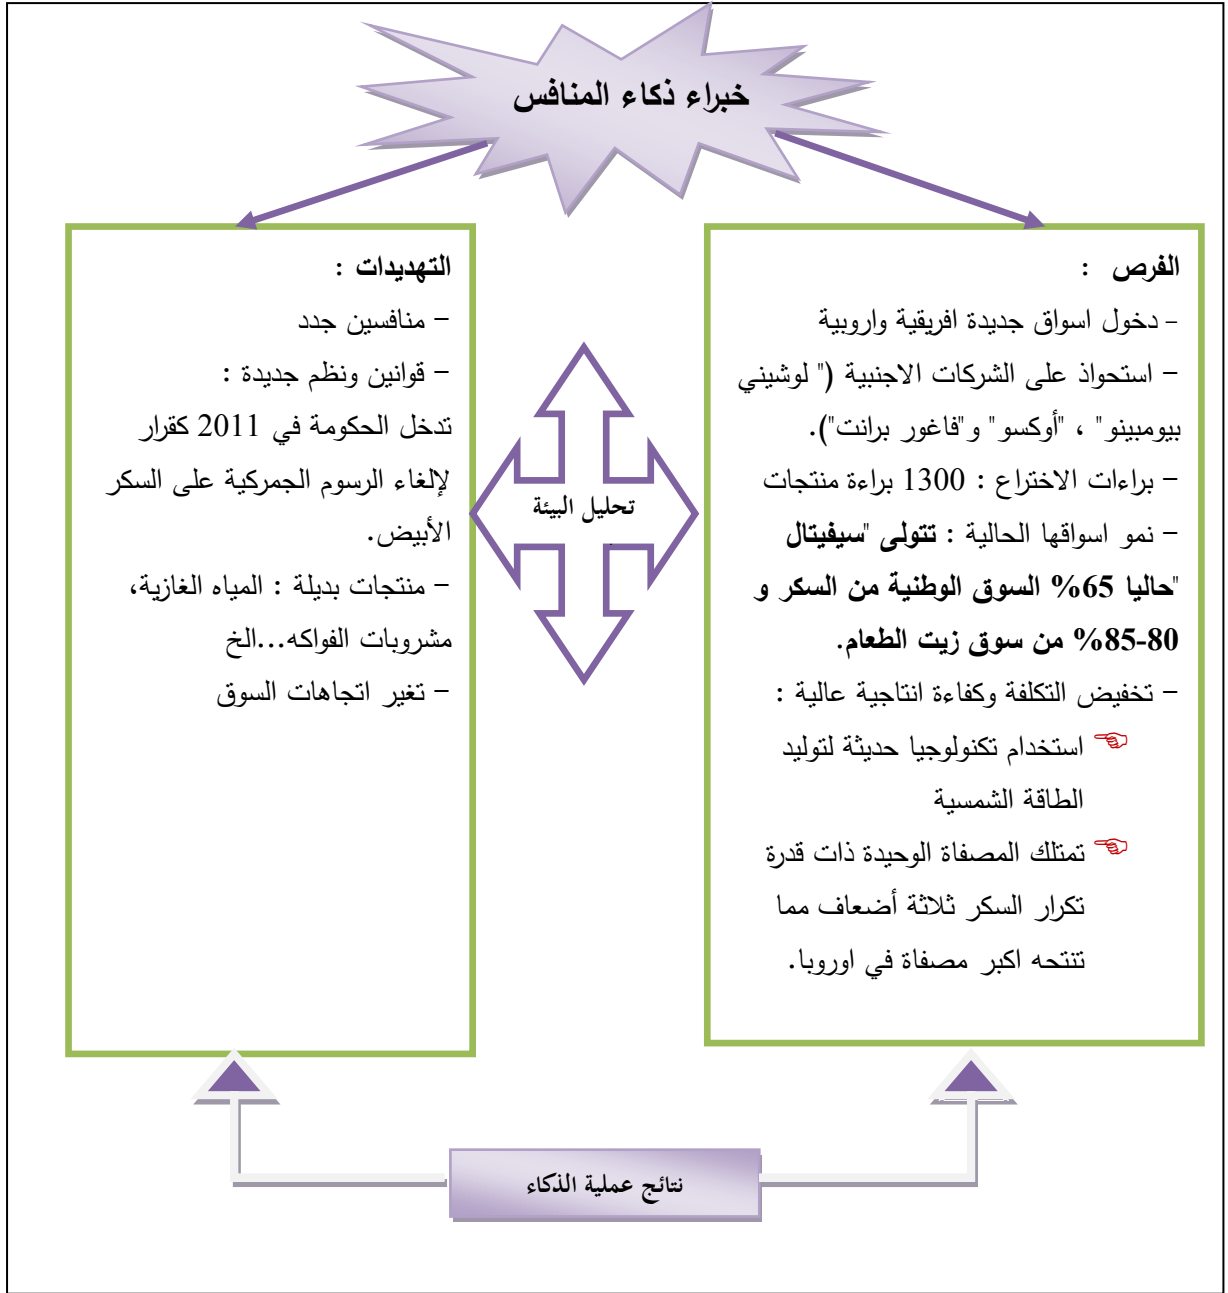 خبراء ذكاء المنافس
الفرص :
- دخول اسواق جديدة افريقية واروبية
- استحواذ على الشركات الاجنبية (" لوشيني
بيومبينو" ، "أوكسو" و"فاغور برانت").
- براءات الاختراع : 1300 براءة منتجات
- نمو اسواقها الحالية : تتولى "سيفيتال
"حاليا 65% السوق الوطنية من السكر و
80-85% من سوق زيت الطعام.
- تخفيض التكلفة وكفاءة انتاجية عالية :
استخدام تكنولوجيا حديثة لتوليد
الطاقة الشمسية
تمتلك المصفاة الوحيدة ذات قدرة
تكرار السكر ثلاثة أضعاف مما
تنتحه اكبر مصفاة في اوروبا.
تحليل البيئة
التهديدات :
- منافسين جدد
- قوانين ونظم جديدة :
تدخل الحكومة في 2011 كقرار
لإلغاء الرسوم الجمركية على السكر
الأبيض.
- منتجات بديلة : المياه الغازية،
مشروبات الفواكه...الخ
- تغير اتجاهات السوق
نتائج عملية الذكاء